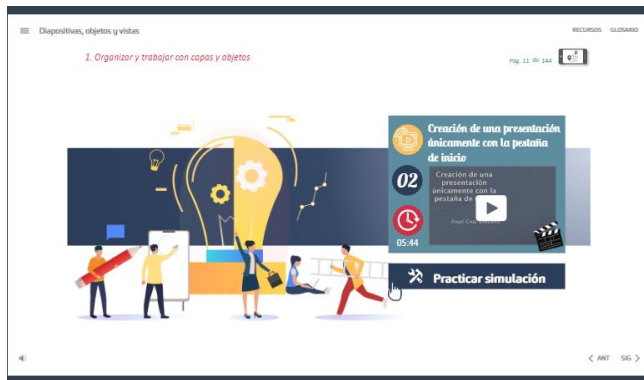 Diapositivas, objetos y vistas
RECURSOS GLOSARIO
1. Organizar y trabajar con capas y objetos
Pág. 11 de 144
Creación de una presentación
únicamente con la pestaña
de inicio
02
Creación de una
presentación
únicamente con la
pestaña de
05:44
Practicar simulación
ANT SIG